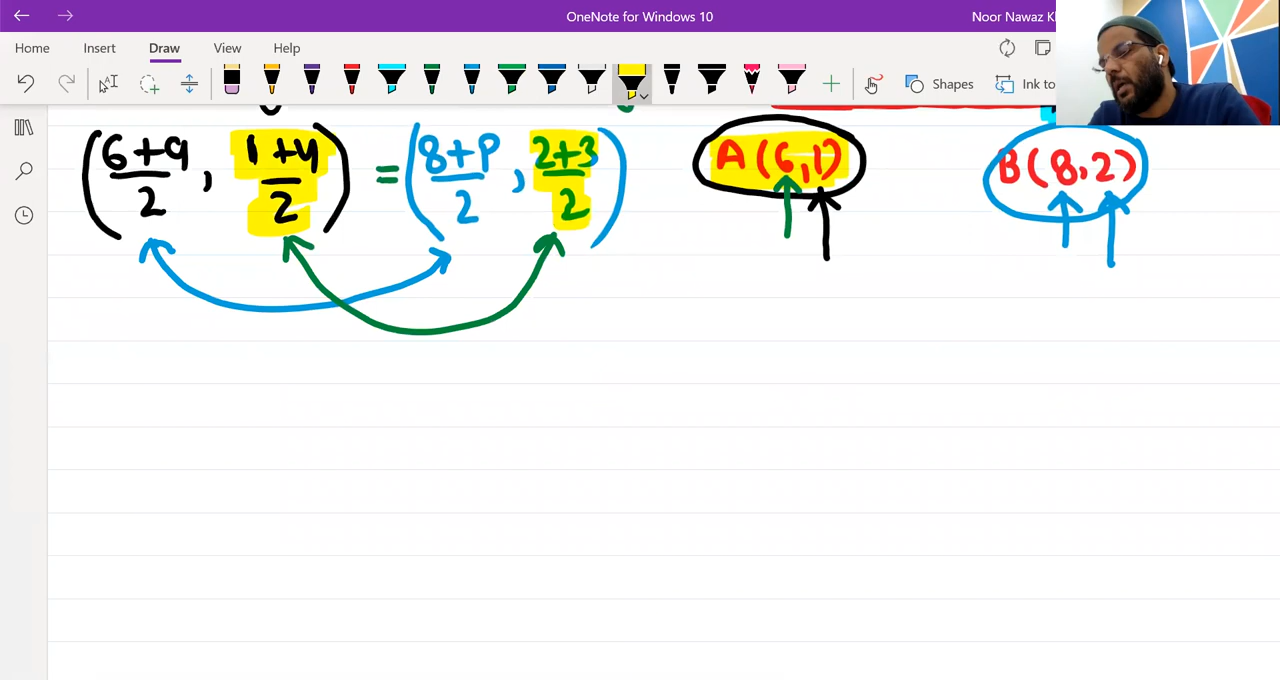 OneNote for Windows 10
Noor Nawaz
Home Insert Draw View Help
Shapes Ink to
(6+9/2, 1+4/2) = (8+P/2, 2+3/2) A(6,1) B(8,2)